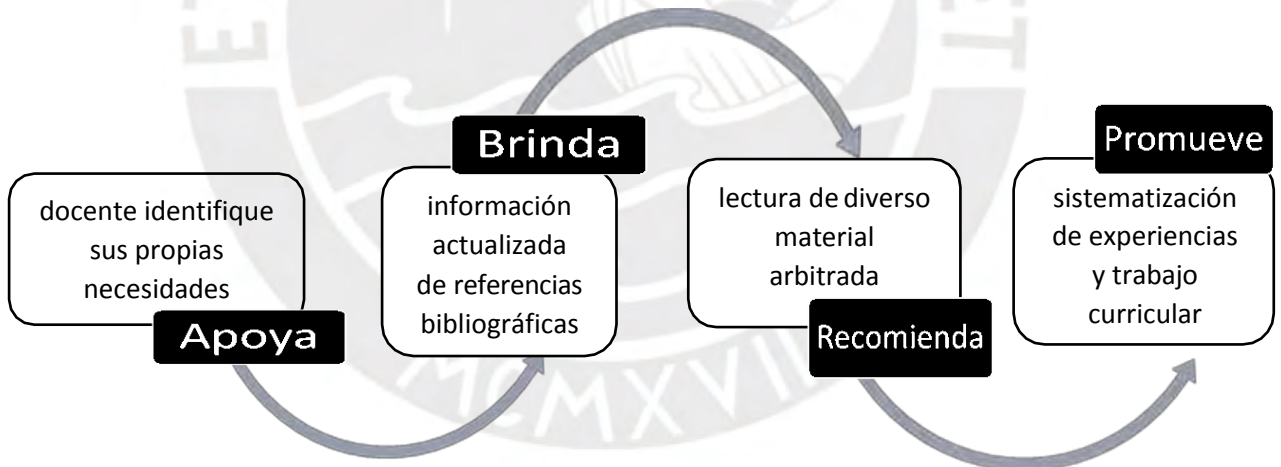 docente identifique
sus propias
necesidades
Apoya
Brinda
información
actualizada
de referencias
bibliográficas
lectura de diverso
material
arbitrada
Recomienda
Promueve
sistematización
de experiencias
y trabajo
curricular
MCMXVII